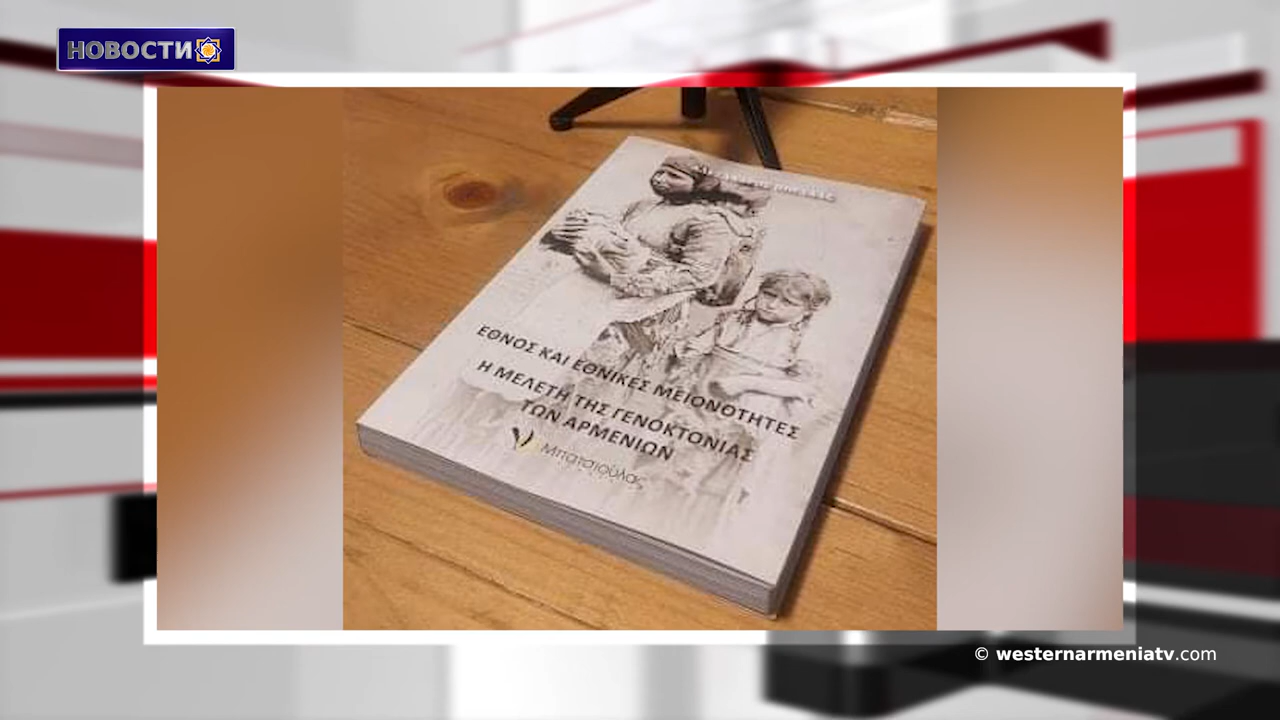 НОВОСТИ
ΕΘΝΟΣ ΚΑΙ ΕΘΝΙΚΕΣ ΜΕΙΟΝΟΤΗΤΕΣ
Η ΜΕΛΕΤΗ ΤΗΣ ΓΕΝΟΚΤΟΝΙΑΣ
ΤΩΝ ΑΡΜΕΝΙΩΝ
Μπατσιούλας
© westernarmeniatv.com